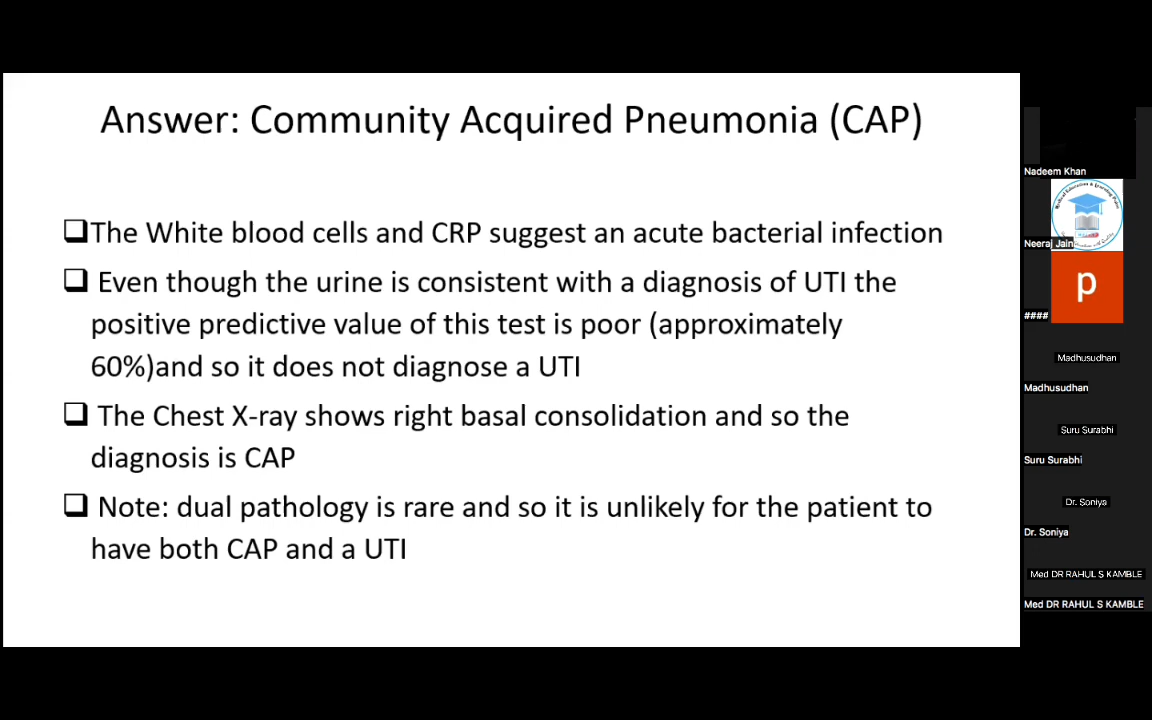 Answer: Community Acquired Pneumonia (CAP)
The White blood cells and CRP suggest an acute bacterial infection
Even though the urine is consistent with a diagnosis of UTI the
positive predictive value of this test is poor (approximately
60%)and so it does not diagnose a UTI
The Chest X-ray shows right basal consolidation and so the
diagnosis is CAP
Note: dual pathology is rare and so it is unlikely for the patient to
have both CAP and a UTI
Nadeem Khan
Neeraj Jain
p
####
Madhusudhan
Madhusudhan
Suru Surabhi
Suru Surabhi
Dr. Soniya
Dr. Soniya
Med DR RAHUL S KAMBLE
Med DR RAHUL S KAMBLE